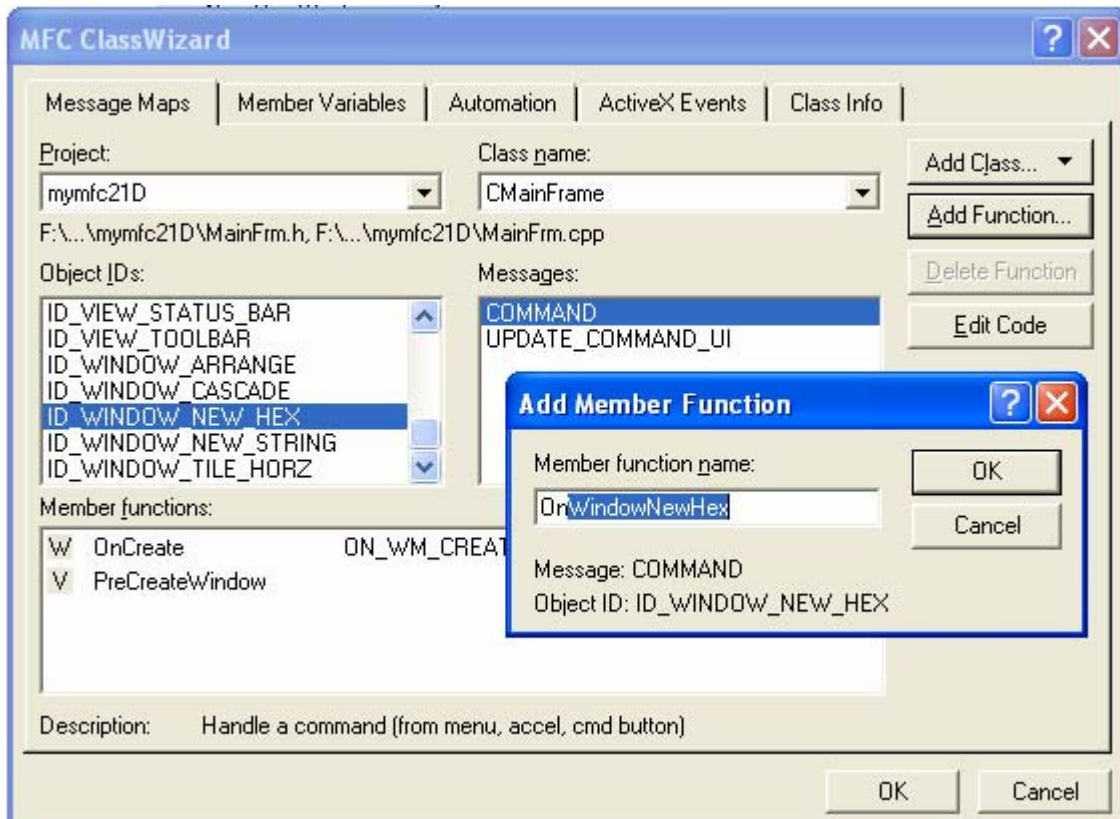 MFC ClassWizard
Message Maps Member Variables Automation ActiveX Events Class Info
Project: Class name:
mymfc21D CMainFrame
Add Class...
F:\...\mymfc21D\MainFrm.h, F:\...\mymfc21D\MainFrm.cpp
Add Function...
Object IDs: Messages:
Delete Function
ID_VIEW_STATUS_BAR COMMAND
ID_VIEW_TOOLBAR UPDATE_COMMAND_UI
Edit Code
ID_WINDOW_ARRANGE
ID_WINDOW_CASCADE
ID_WINDOW_NEW_HEX
ID_WINDOW_NEW_STRING
ID_WINDOW_TILE_HORZ
Add Member Function
Member function name:
OnWindowNewHex
OK
Cancel
Message: COMMAND
Object ID: ID_WINDOW_NEW_HEX
Member functions:
W OnCreate ON_WM_CREAT
V PreCreateWindow
Description: Handle a command (from menu, accel, cmd button)
OK Cancel